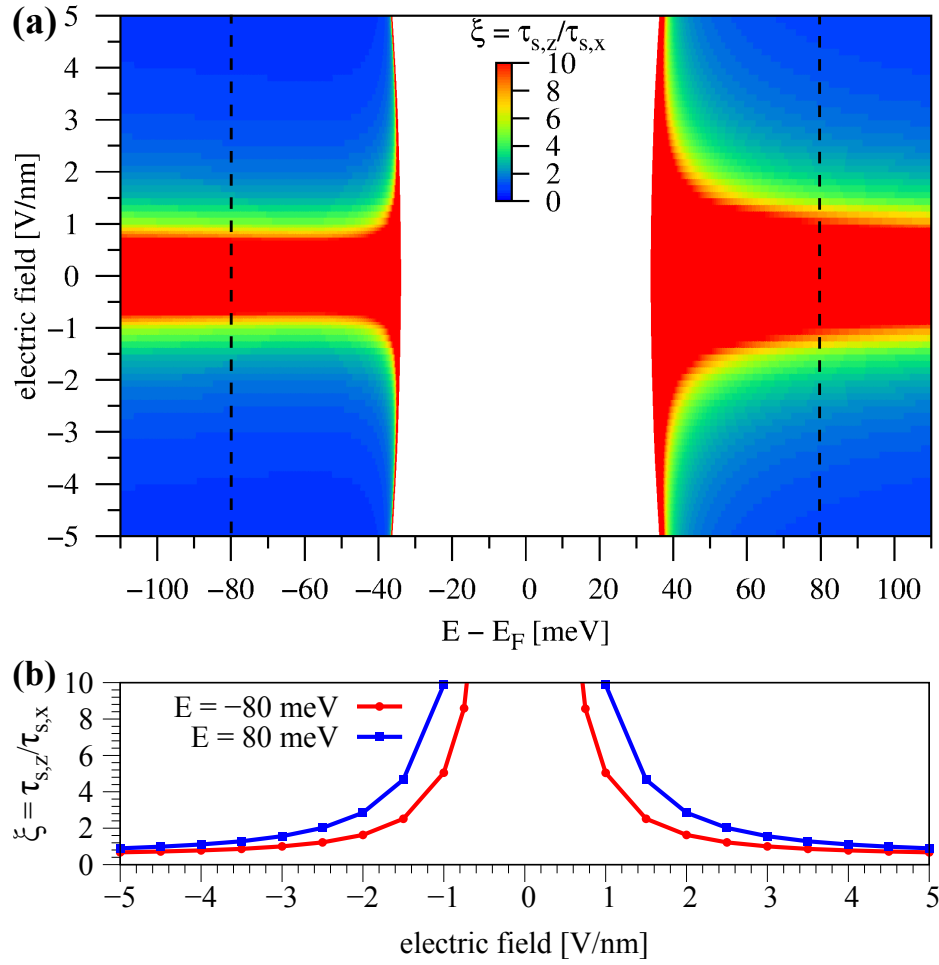 (a)
ξ = τs,z/τs,x
10
8
6
4
2
0
electric field [V/nm]
5
4
3
2
1
0
−1
−2
−3
−4
−5
−100 −80 −60 −40 −20 0 20 40 60 80 100
E − EF [meV]
(b)
ξ = τs,z/τs,x
10
8
6
4
2
0
E = −80 meV
E = 80 meV
−5 −4 −3 −2 −1 0 1 2 3 4 5
electric field [V/nm]